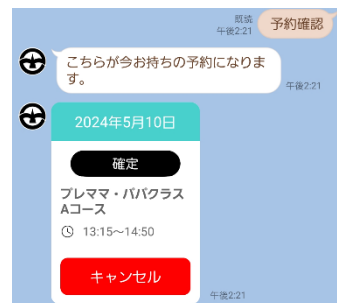 既読
午後2:21
予約確認
こちらが今お持ちの予約になりま
す。
午後2:21
2024年5月10日
確定
プレママ・パパクラス
Aコース
13:15～14:50
キャンセル
午後2:21